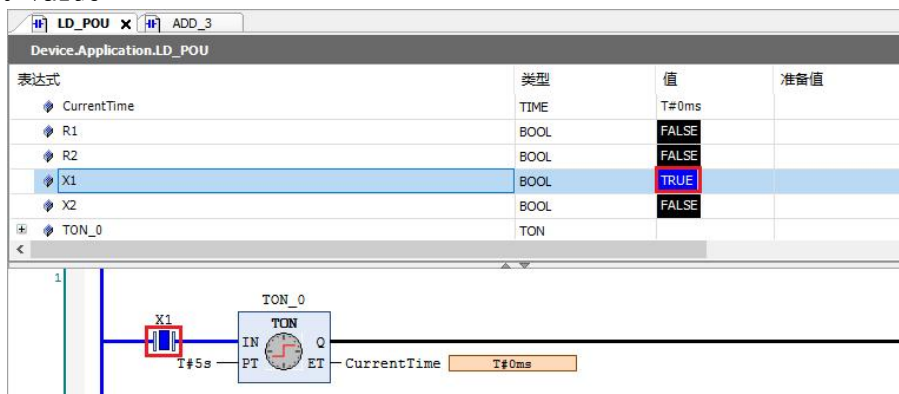 LD_POU x ADD_3
Device.Application.LD_POU
表达式 类型 值 准备值
CurrentTime TIME T#0ms
R1 BOOL FALSE
R2 BOOL FALSE
X1 BOOL TRUE
X2 BOOL FALSE
TON_0 TON
1
TON_0
X1 TON
IN Q
T#5s PT ET CurrentTime T#0ms